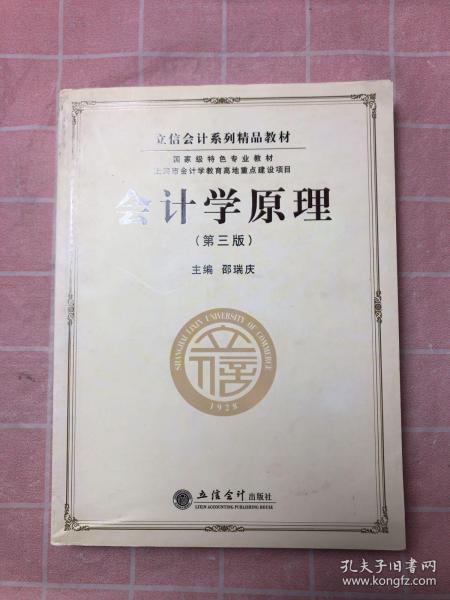 立信会计系列精品教材
国家级特色专业教材
上海市会计学教育高地重点建设项目
会计学原理
(第三版)
主编 邵瑞庆
SHANGHAI LIXIN UNIVERSITY OF COMMERCE
立信
1928
立信会计出版社
LIXIN ACCOUNTING PUBLISHING HOUSE
孔夫子旧书网
www.kongfz.com